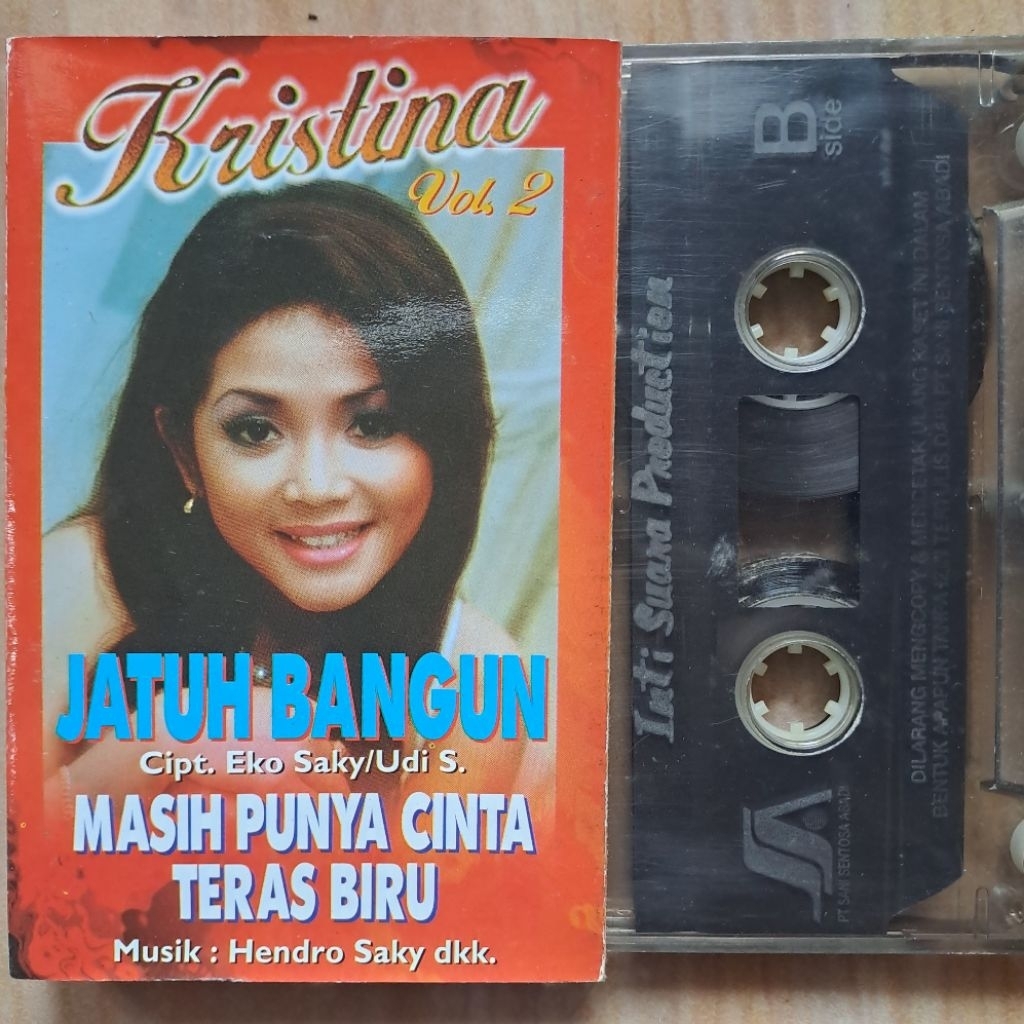 Kristina
Vol. 2
JATUH BANGUN
Cipt. Eko Saky/Udi S.
MASIH PUNYA CINTA
TERAS BIRU
Musik : Hendro Saky dkk.
B
side
Inti Suara Production
SA
PT SANI SENTOSA ABADI
DILARANG MENGCOPY & MENCETAK ULANG KASET INI DALAM
BENTUK APAPUN TANPA IZIN TERTULIS DARI PT SANI SENTOSA ABADI